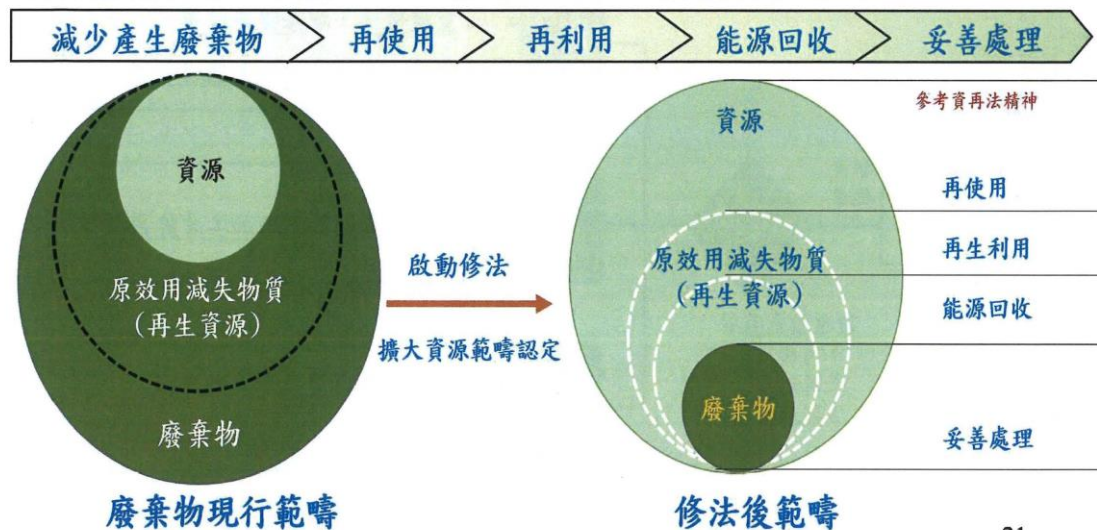 減少產生廢棄物
再使用
再利用
能源回收
妥善處理
資源
原效用減失物質
(再生資源)
廢棄物
廢棄物現行範疇
啟動修法
擴大資源範疇認定
資源
原效用減失物質
(再生資源)
廢棄物
修法後範疇
參考資再法精神
再使用
再生利用
能源回收
妥善處理